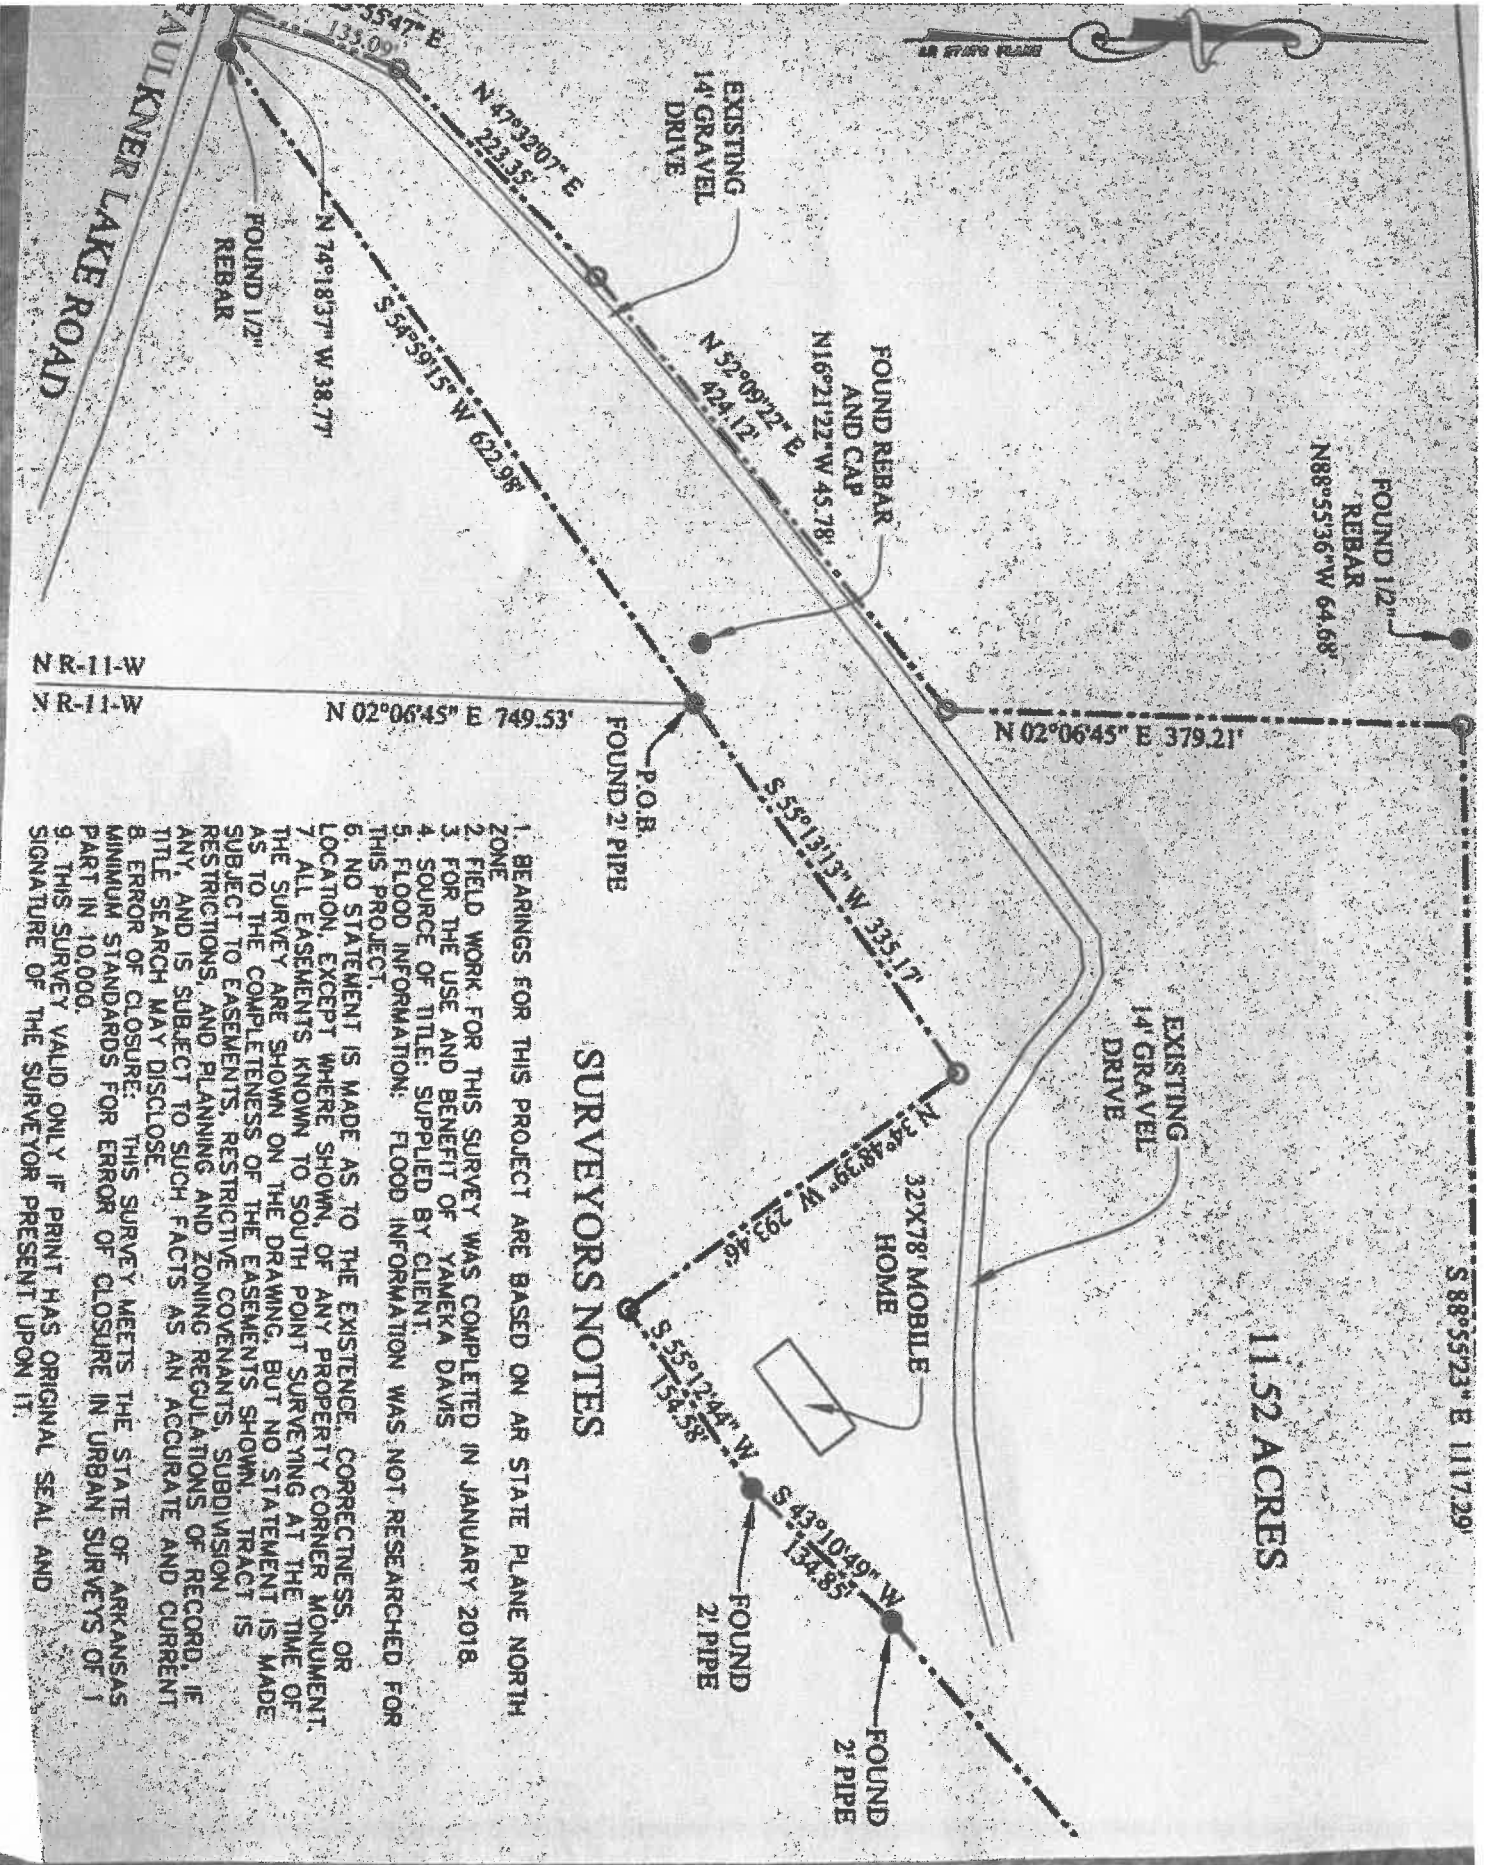 AR STATE PLANE
55'47" E
135.09'
N 47°32'07" E
223.35'
EXISTING
14' GRAVEL
DRIVE
N 52°09'22" E
424.12'
FOUND REBAR
AND CAP
N16°21'22"W 45.78'
FOUND 1/2"
REBAR
N88°55'36"W 64.68'
N 02°06'45" E 379.21'
S 88°55'23" E 1117.29'
11.52 ACRES
EXISTING
14' GRAVEL
DRIVE
LAKE ROAD
FOUND 1/2"
REBAR
N 74°18'37" W 38.77'
S 54°59'15" W 622.98'
N R-11-W
N R-11-W
N 02°06'45" E 749.53'
P.O.B.
FOUND 2' PIPE
S 55°13'13" W 335.17'
N 34°48'39" W 293.46'
32'X78' MOBILE
HOME
S 55°12'44" W
154.58'
S 43°10'49" W
134.85'
FOUND
2' PIPE
FOUND
2' PIPE
SURVEYORS NOTES
1. BEARINGS FOR THIS PROJECT ARE BASED ON AR STATE PLANE NORTH
ZONE
2. FIELD WORK FOR THIS SURVEY WAS COMPLETED IN JANUARY 2018.
3. FOR THE USE AND BENEFIT OF YAMEKA DAVIS
4. SOURCE OF TITLE: SUPPLIED BY CLIENT.
5. FLOOD INFORMATION: FLOOD INFORMATION WAS NOT RESEARCHED FOR
THIS PROJECT.
6. NO STATEMENT IS MADE AS TO THE EXISTENCE, CORRECTNESS, OR
LOCATION, EXCEPT WHERE SHOWN, OF ANY PROPERTY CORNER MONUMENT.
7. ALL EASEMENTS KNOWN TO SOUTH POINT SURVEYING AT THE TIME OF
THE SURVEY ARE SHOWN ON THE DRAWING BUT NO STATEMENT IS MADE
AS TO THE COMPLETENESS OF THE EASEMENTS SHOWN. TRACT IS
SUBJECT TO EASEMENTS, RESTRICTIVE COVENANTS, SUBDIVISION
RESTRICTIONS, AND PLANNING AND ZONING REGULATIONS OF RECORD, IF
ANY, AND IS SUBJECT TO SUCH FACTS AS AN ACCURATE AND CURRENT
TITLE SEARCH MAY DISCLOSE.
8. ERROR OF CLOSURE: THIS SURVEY MEETS THE STATE OF ARKANSAS
MINIMUM STANDARDS FOR ERROR OF CLOSURE IN URBAN SURVEYS OF 1
PART IN 10,000.
9. THIS SURVEY VALID ONLY IF PRINT HAS ORIGINAL SEAL AND
SIGNATURE OF THE SURVEYOR PRESENT UPON IT.